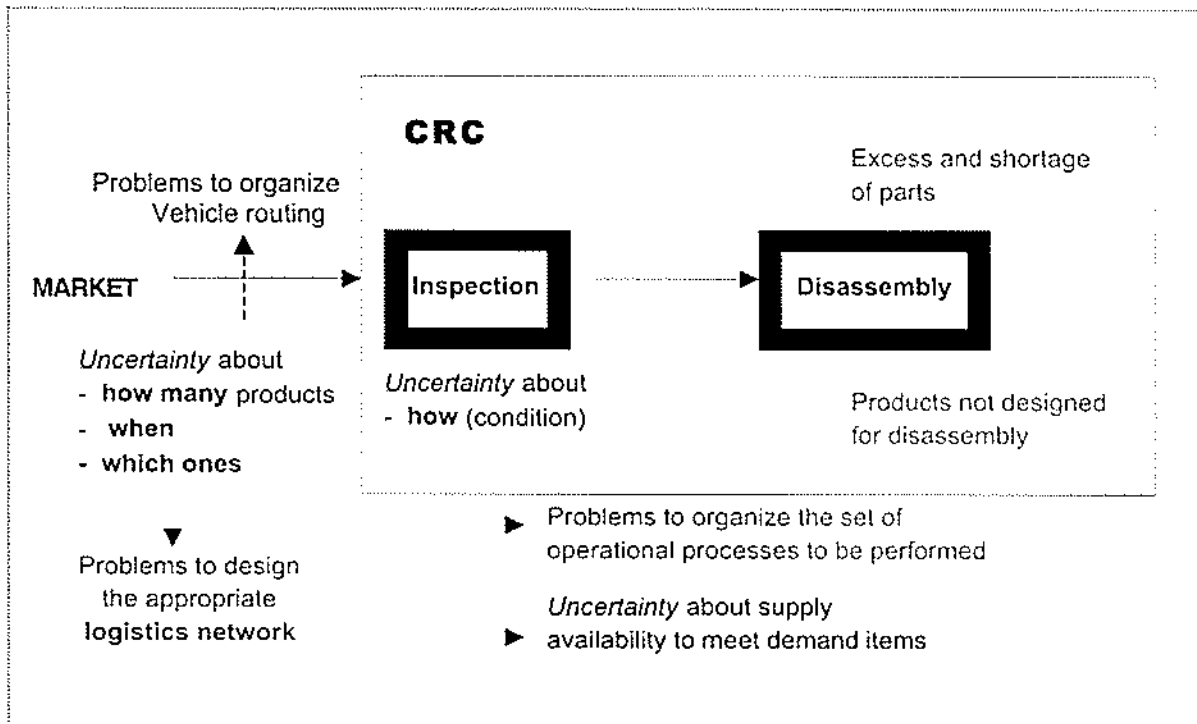 CRC
Problems to organize
Vehicle routing
Excess and shortage
of parts
MARKET
Inspection
Disassembly
Uncertainty about
- how many products
- when
- which ones
Uncertainty about
- how (condition)
Products not designed
for disassembly
Problems to design
the appropriate
logistics network
Problems to organize the set of
operational processes to be performed
Uncertainty about supply
availability to meet demand items